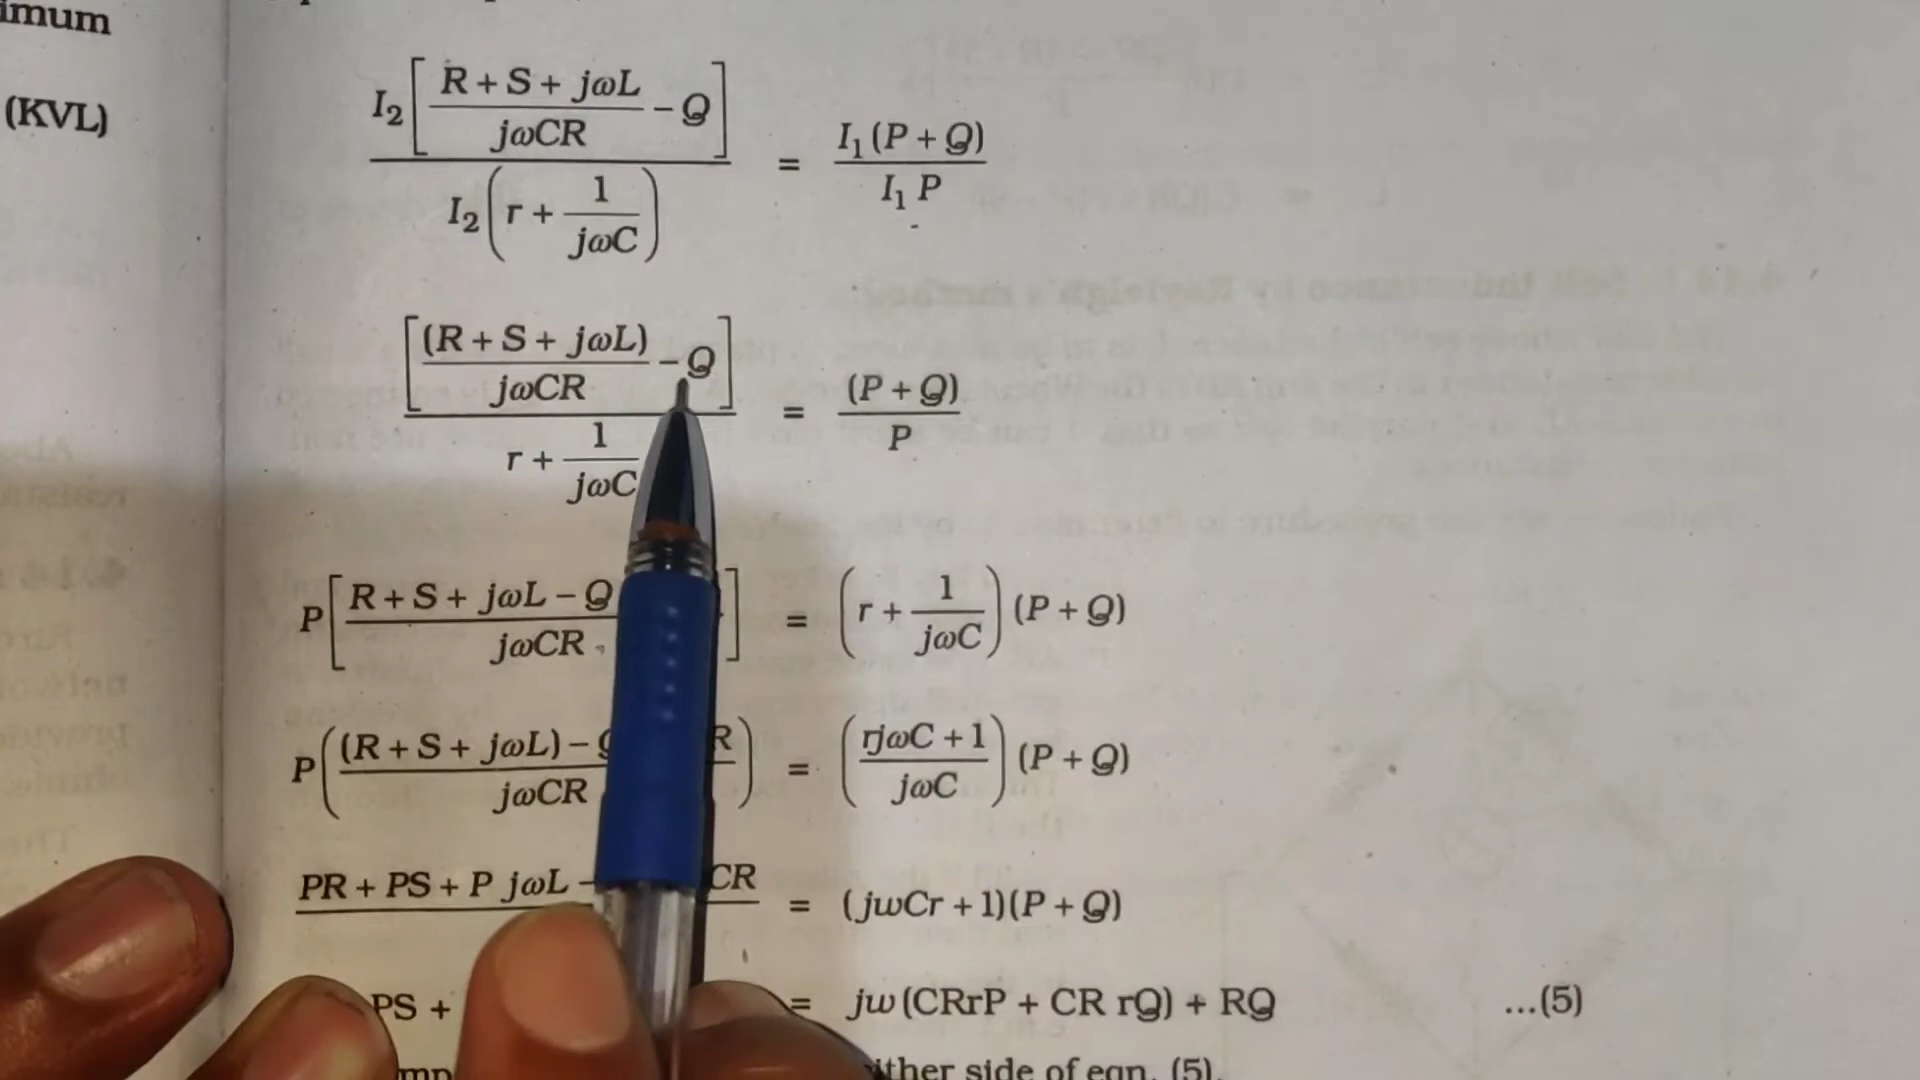 imum
(KVL)
I₂ [ (R + S + jωL) / jωCR − Q ] / I₂ ( r + 1 / jωC ) = I₁ (P + Q) / I₁ P
[ (R + S + jωL) / jωCR − Q ] / r + 1 / jωC = (P + Q) / P
P [ R + S + jωL − Q / jωCR ] = ( r + 1 / jωC ) (P + Q)
P ( (R + S + jωL) − R / jωCR ) = ( rjωC + 1 / jωC ) (P + Q)
PR + PS + P jωL − CR = (jwCr + 1)(P + Q)
PS + = jw (CRrP + CR rQ) + RQ ...(5)
either side of eqn. (5).